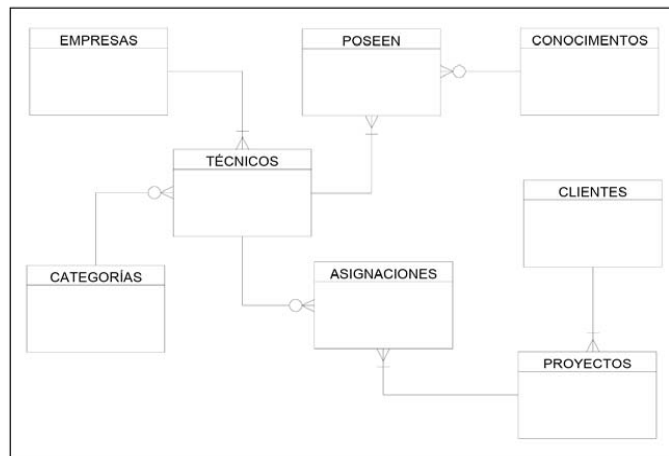 EMPRESAS
POSEEN
CONOCIMENTOS
TÉCNICOS
CLIENTES
CATEGORÍAS
ASIGNACIONES
PROYECTOS